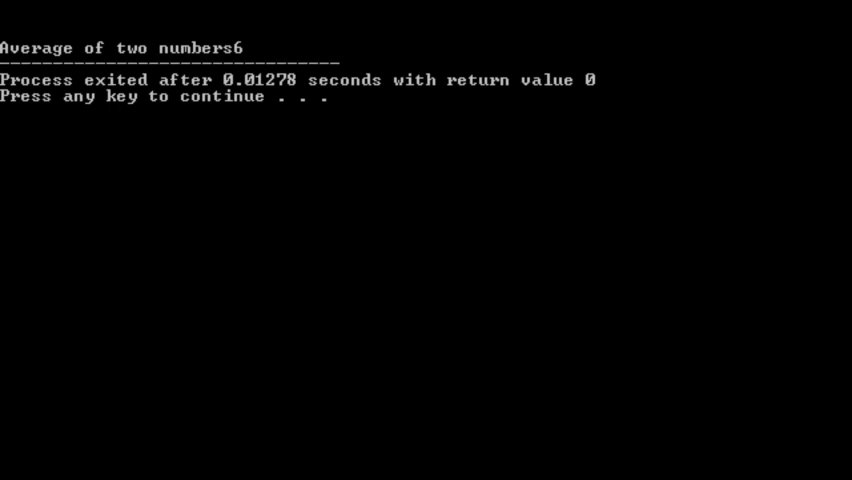 Average of two numbers6
--------------------------------
Process exited after 0.01278 seconds with return value 0
Press any key to continue . . .